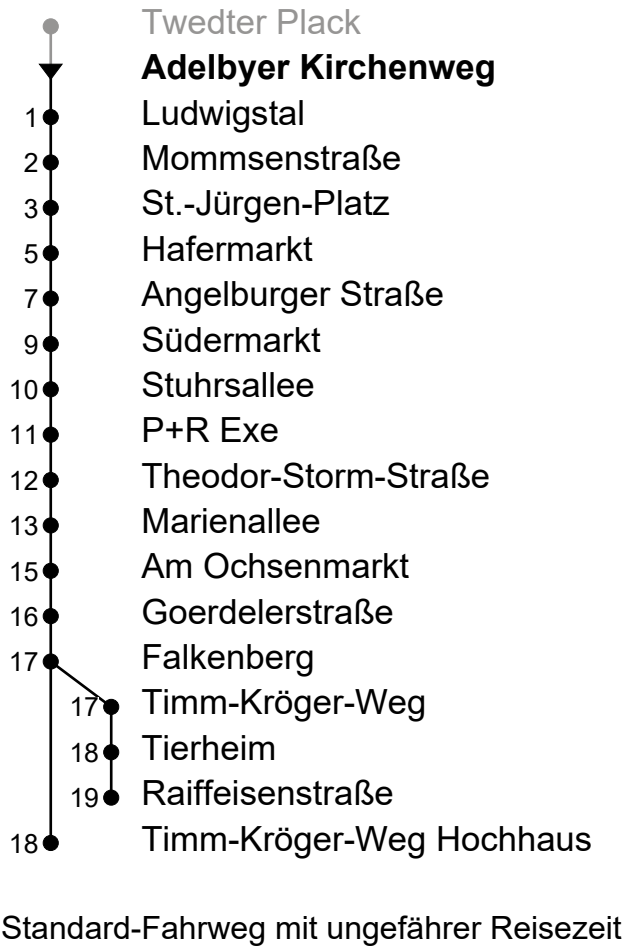 Twedter Plack
Adelbyer Kirchenweg
1 Ludwigstal
2 Mommsenstraße
3 St.-Jürgen-Platz
5 Hafermarkt
7 Angelburger Straße
9 Südermarkt
10 Stuhrsallee
11 P+R Exe
12 Theodor-Storm-Straße
13 Marienallee
15 Am Ochsenmarkt
16 Goerdelerstraße
17 Falkenberg
17 Timm-Kröger-Weg
18 Tierheim
19 Raiffeisenstraße
18 Timm-Kröger-Weg Hochhaus
Standard-Fahrweg mit ungefährer Reisezeit